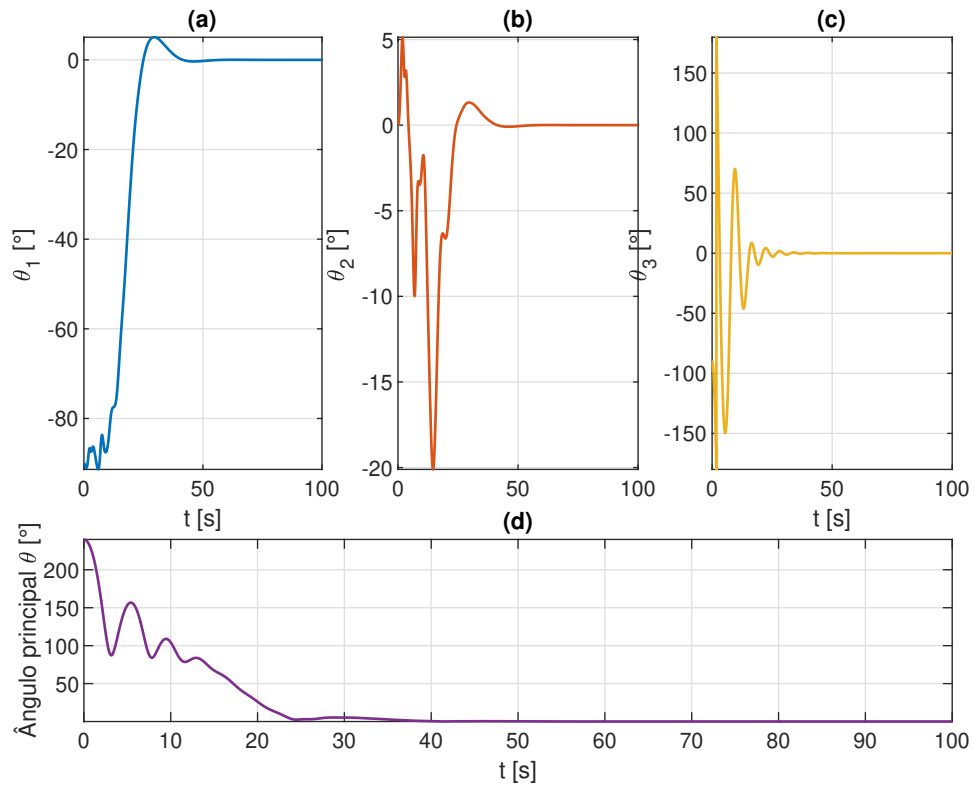 (a)
θ₁ [°]
0
-20
-40
-60
-80
0 50 100
t [s]
(b)
θ₂ [°]
5
0
-5
-10
-15
-20
0 50 100
(c)
θ₃ [°]
150
100
50
0
-50
-100
-150
0 50 100
t [s]
(d)
Ângulo principal θ [°]
200
150
100
50
0 10 20 30 40 50 60 70 80 90 100
t [s]